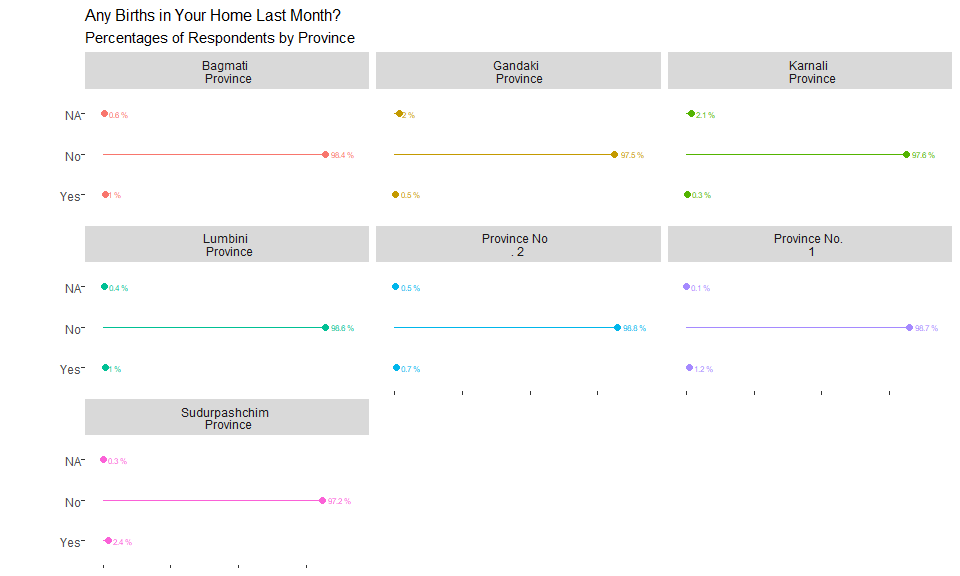 Any Births in Your Home Last Month?
Percentages of Respondents by Province
Bagmati
Province
Gandaki
Province
Karnali
Province
NA
0.6 %
2 %
2.1 %
No
98.4 %
97.5 %
97.6 %
Yes
1 %
0.5 %
0.3 %
Lumbini
Province
Province No
. 2
Province No.
1
NA
0.4 %
0.5 %
0.1 %
No
98.6 %
98.8 %
98.7 %
Yes
1 %
0.7 %
1.2 %
Sudurpashchim
Province
NA
0.3 %
No
97.2 %
Yes
2.4 %